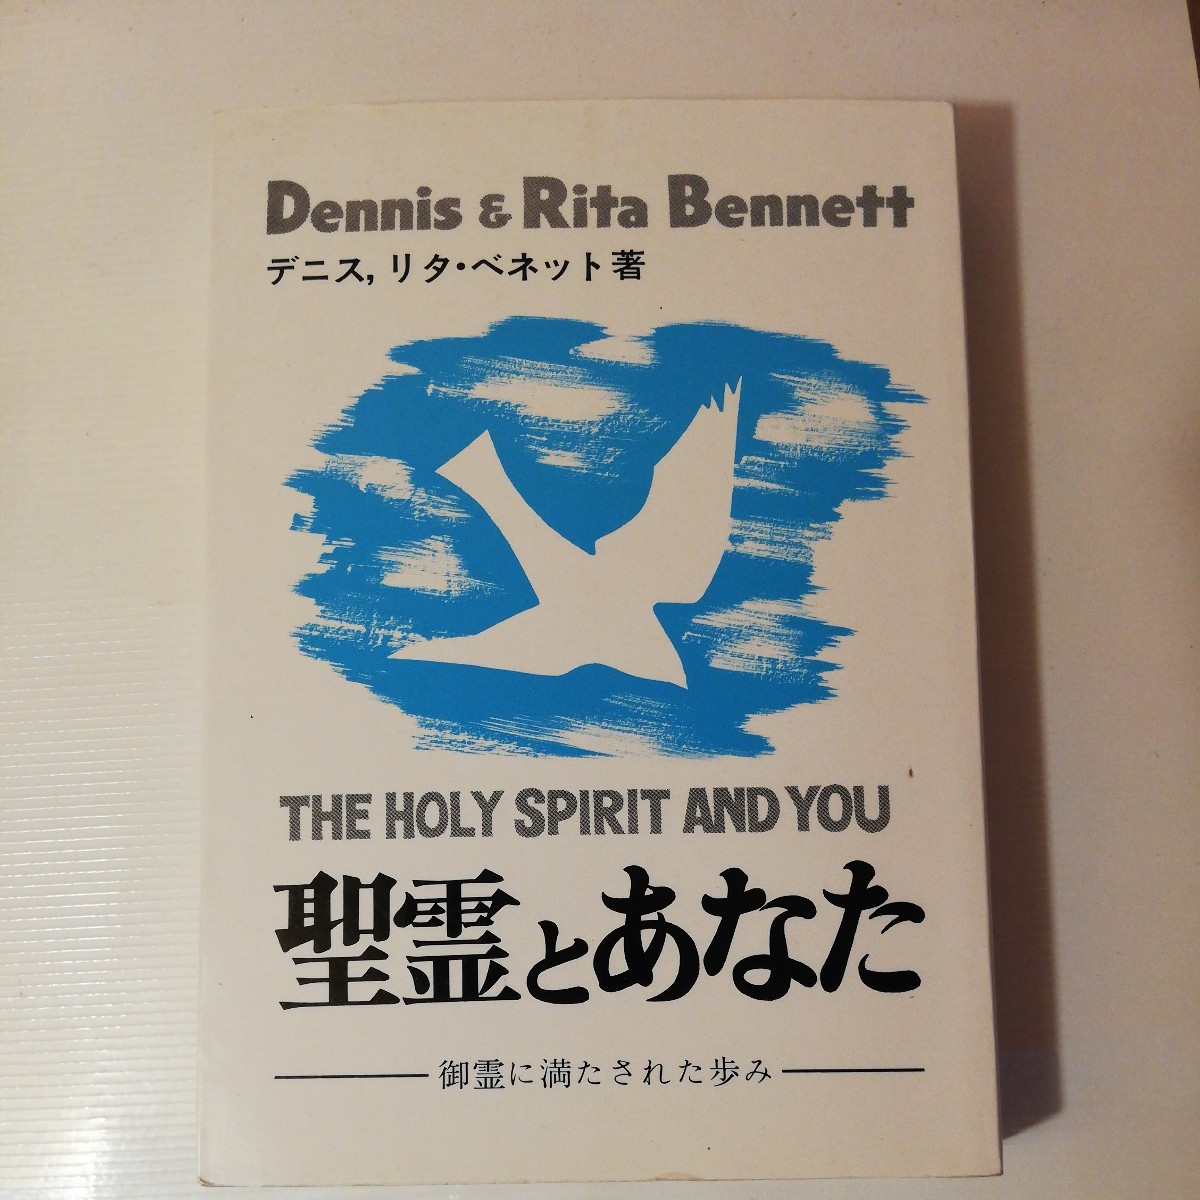 Dennis & Rita Bennett
デニス, リタ・ベネット著
THE HOLY SPIRIT AND YOU
聖霊とあなた
御霊に満たされた歩み